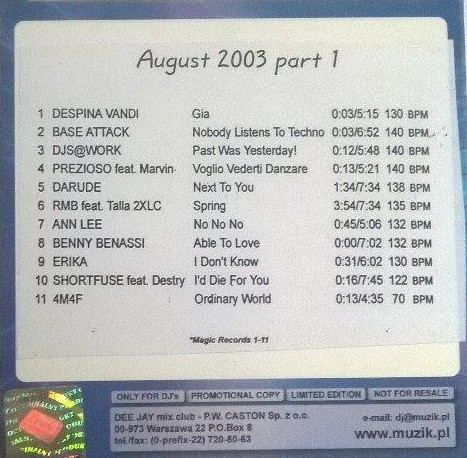 August 2003 part 1
1 DESPINA VANDI Gia 0:03/5:15 130 BPM
2 BASE ATTACK Nobody Listens To Techno 0:03/6:52 140 BPM
3 DJS@WORK Past Was Yesterday! 0:12/5:48 140 BPM
4 PREZIOSO feat. Marvin Voglio Vederti Danzare 0:13/5:21 140 BPM
5 DARUDE Next To You 1:34/7:34 138 BPM
6 RMB feat. Talla 2XLC Spring 3:54/7:34 135 BPM
7 ANN LEE No No No 0:45/5:06 132 BPM
8 BENNY BENASSI Able To Love 0:00/7:02 132 BPM
9 ERIKA I Don't Know 0:31/6:02 130 BPM
10 SHORTFUSE feat. Destry I'd Die For You 0:16/7:45 122 BPM
11 4M4F Ordinary World 0:13/4:35 70 BPM
*Magic Records 1-11
ONLY FOR DJ's PROMOTIONAL COPY LIMITED EDITION NOT FOR RESALE
DEE JAY mix club - P.W. CASTON Sp. z o.o. e-mail: dj@muzik.pl
00-973 Warszawa 22 P.O.Box 8 www.muzik.pl
tel./fax: (0-prefix-22) 720-50-63